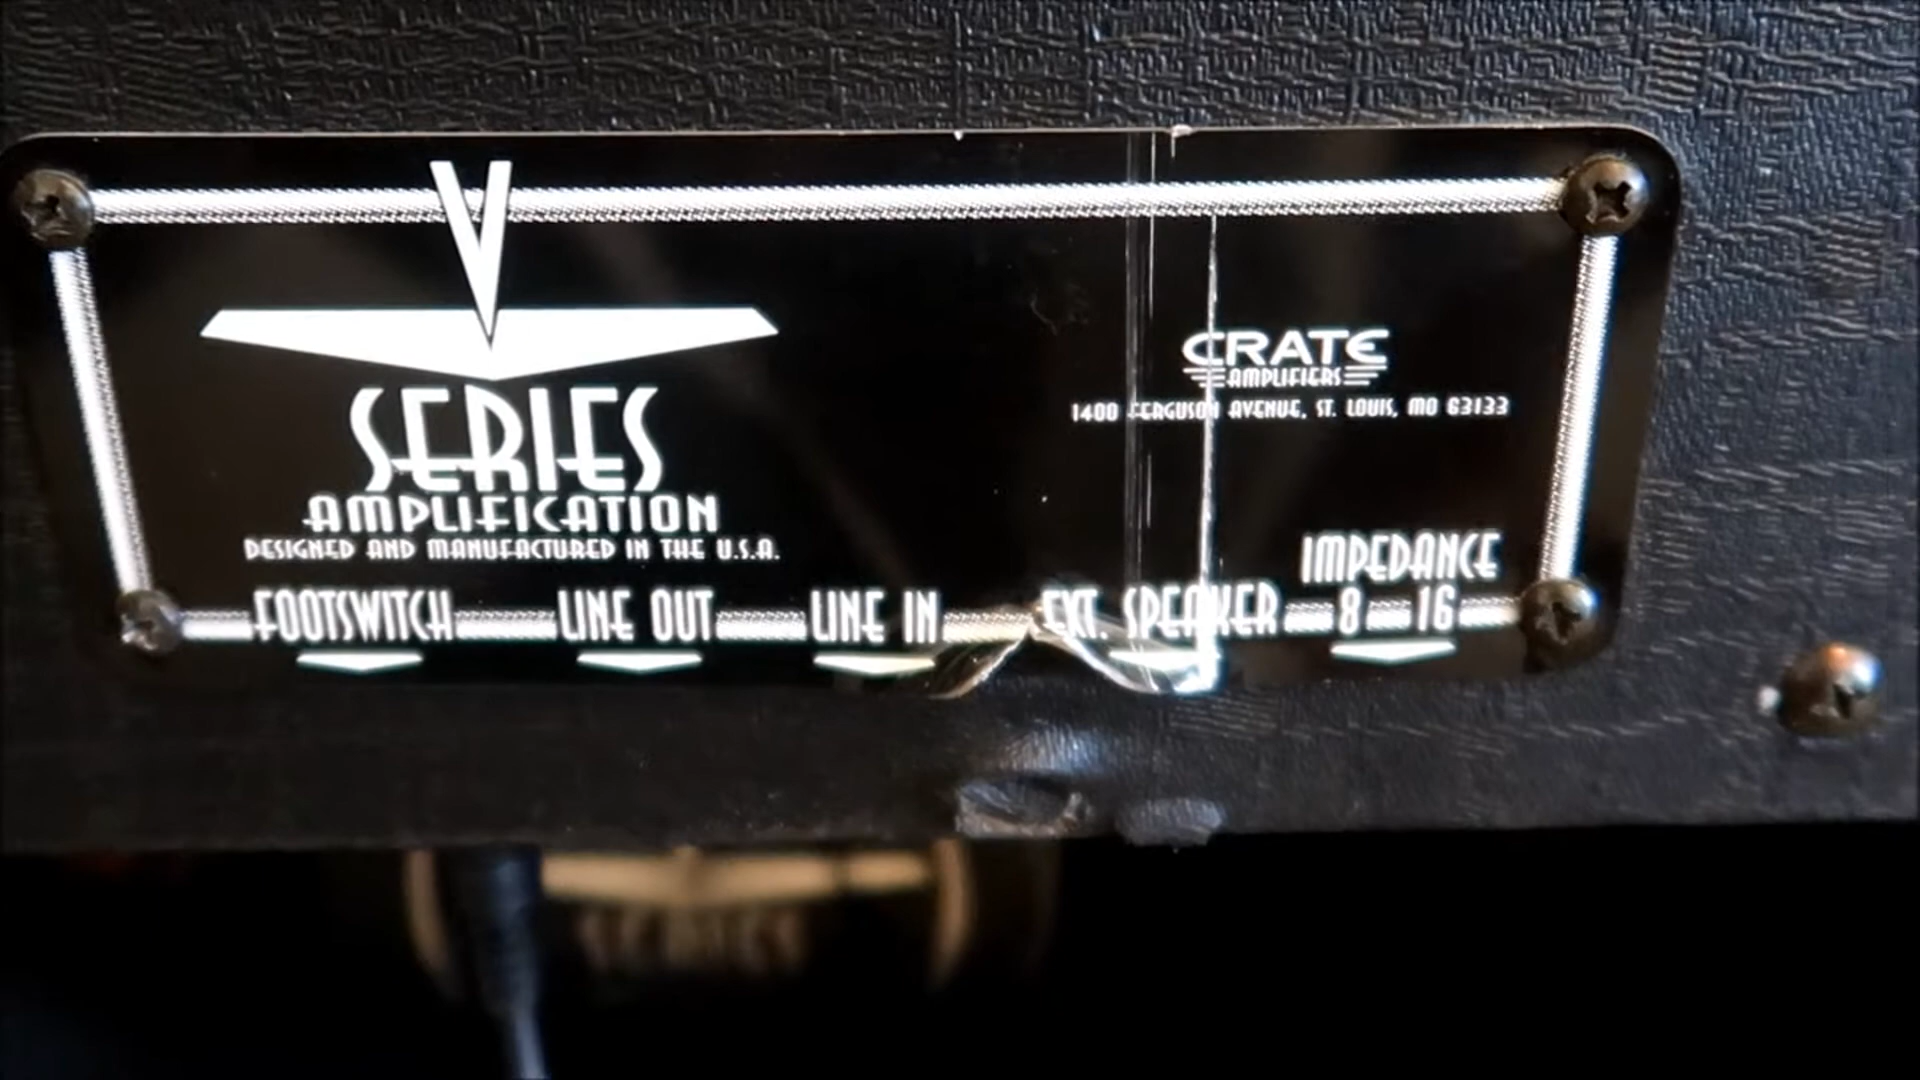 V
SERIES
AMPLIFICATION
DESIGNED AND MANUFACTURED IN THE U.S.A.
CRATE
AMPLIFIERS
1400 FERGUSON AVENUE, ST. LOUIS, MO 63133
IMPEDANCE
FOOTSWITCH LINE OUT LINE IN EXT. SPEAKER 8 16
SERIES